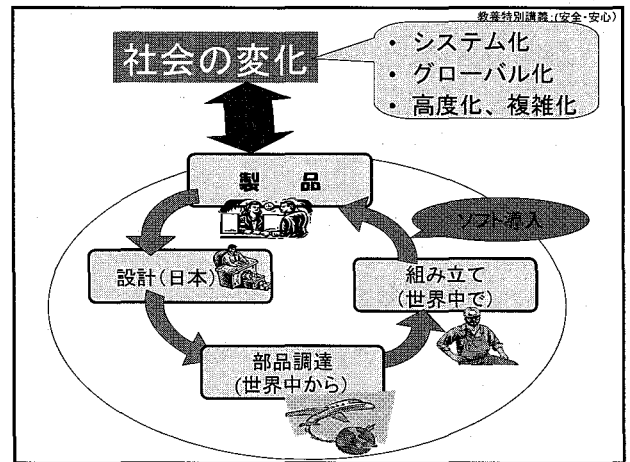 教養特別講義:(安全・安心)
社会の変化
・ システム化
・ グローバル化
・ 高度化、複雑化
製 品
ソフト導入
設計(日本)
組み立て
(世界中で)
部品調達
(世界中から)